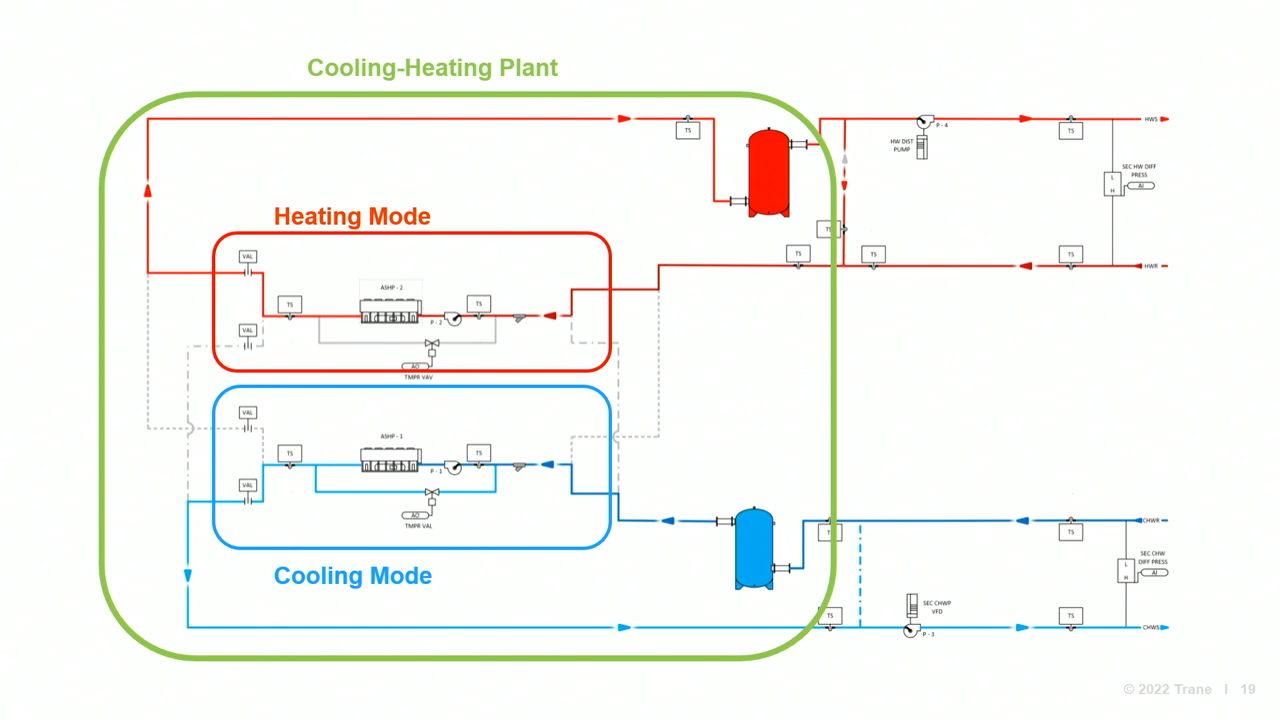 Cooling-Heating Plant
TS
P - 4
TS
HWS
HW DIST
PUMP
SEC HW DIFF
PRESS
L
H
AI
Heating Mode
TS
VAL
TS
TS
TS
HWR
ASHP - 2
TS
TS
P - 2
VAL
AO
TMPR VAV
VAL
ASHP - 1
TS
TS
P - 1
VAL
AO
TMPR VAL
TS
TS
CHWR
SEC CHW
DIFF PRESS
L
H
AI
Cooling Mode
SEC CHWP
VFD
TS
TS
P - 3
CHWS
© 2022 Trane | 19